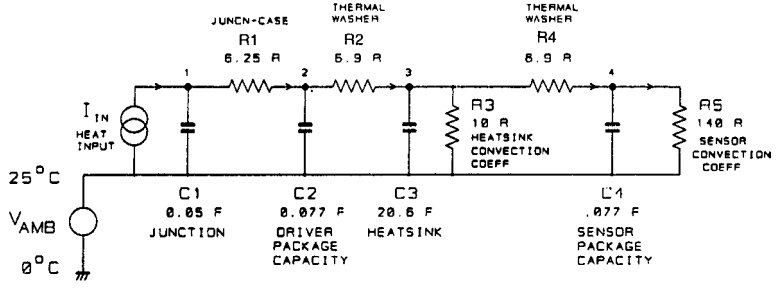 JUNCN-CASE
R1
6.25 R
THERMAL
WASHER
R2
6.9 R
THERMAL
WASHER
R4
6.9 R
1
2
3
4
I IN
HEAT
INPUT
R3
10 R
HEATSINK
CONVECTION
COEFF
R5
140 R
SENSOR
CONVECTION
COEFF
25°C
VAMB
0°C
C1
0.05 F
JUNCTION
C2
0.077 F
DRIVER
PACKAGE
CAPACITY
C3
20.6 F
HEATSINK
C4
.077 F
SENSOR
PACKAGE
CAPACITY